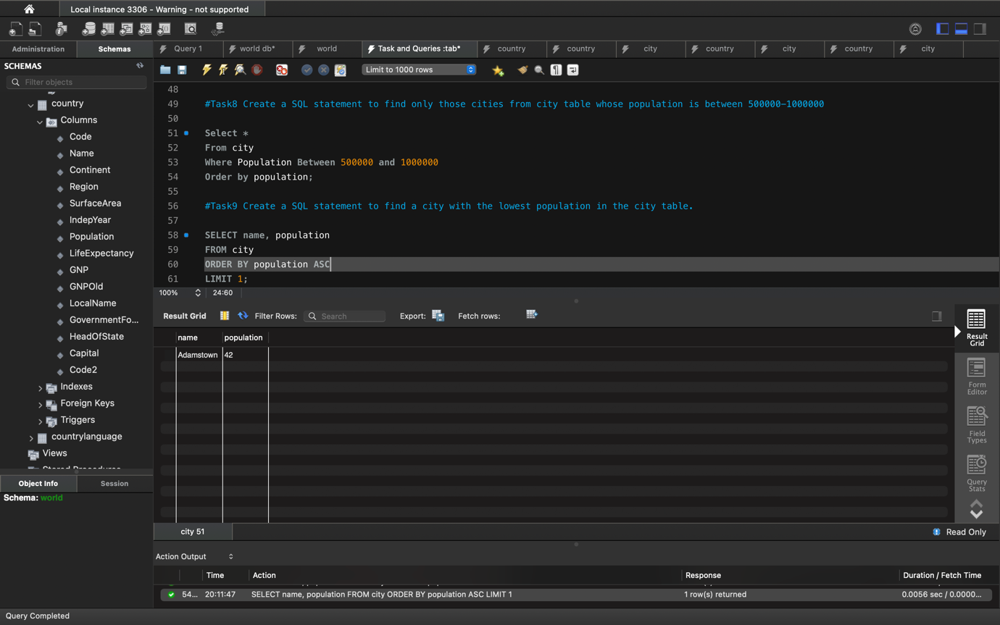 Local instance 3306 - Warning - not supported
Administration
Schemas
Query 1
world db*
world
Task and Queries :tab*
country
country
city
country
city
country
city
SCHEMAS
Filter objects
country
Columns
Code
Name
Continent
Region
SurfaceArea
IndepYear
Population
LifeExpectancy
GNP
GNPOld
LocalName
GovernmentFo...
HeadOfState
Capital
Code2
Indexes
Foreign Keys
Triggers
countrylanguage
Views
Stored Procedures
Object Info
Session
Schema: world
Limit to 1000 rows
48
49 #Task8 Create a SQL statement to find only those cities from city table whose population is between 500000-1000000
50
51 Select *
52 From city
53 Where Population Between 500000 and 1000000
54 Order by population;
55
56 #Task9 Create a SQL statement to find a city with the lowest population in the city table.
57
58 SELECT name, population
59 FROM city
60 ORDER BY population ASC
61 LIMIT 1;
100%
24:60
Result Grid
Filter Rows:
Search
Export:
Fetch rows:
name population
Adamstown 42
Result
Grid
Form
Editor
Field
Types
Query
Stats
city 51
Read Only
Action Output
Time Action Response Duration / Fetch Time
54... 20:11:47 SELECT name, population FROM city ORDER BY population ASC LIMIT 1 1 row(s) returned 0.0056 sec / 0.0000...
Query Completed